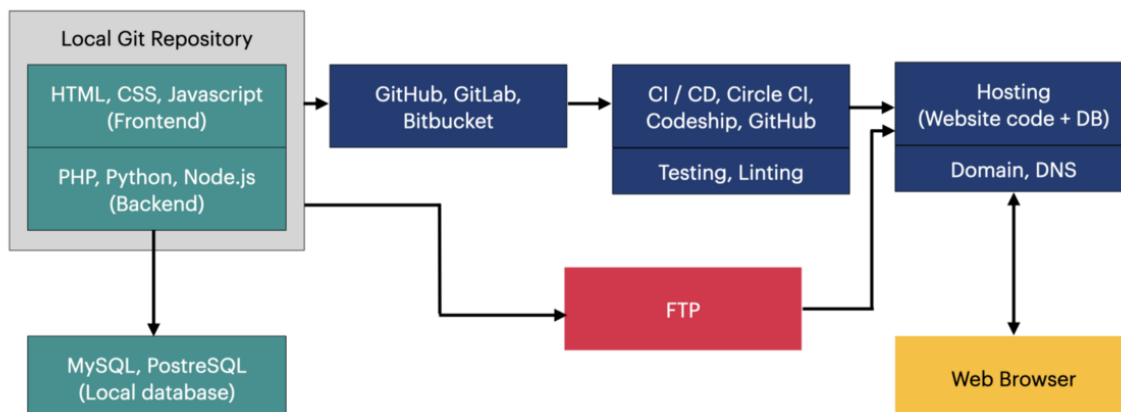 Local Git Repository
HTML, CSS, Javascript
(Frontend)
PHP, Python, Node.js
(Backend)
MySQL, PostreSQL
(Local database)
GitHub, GitLab,
Bitbucket
CI / CD, Circle CI,
Codeship, GitHub
Testing, Linting
FTP
Hosting
(Website code + DB)
Domain, DNS
Web Browser